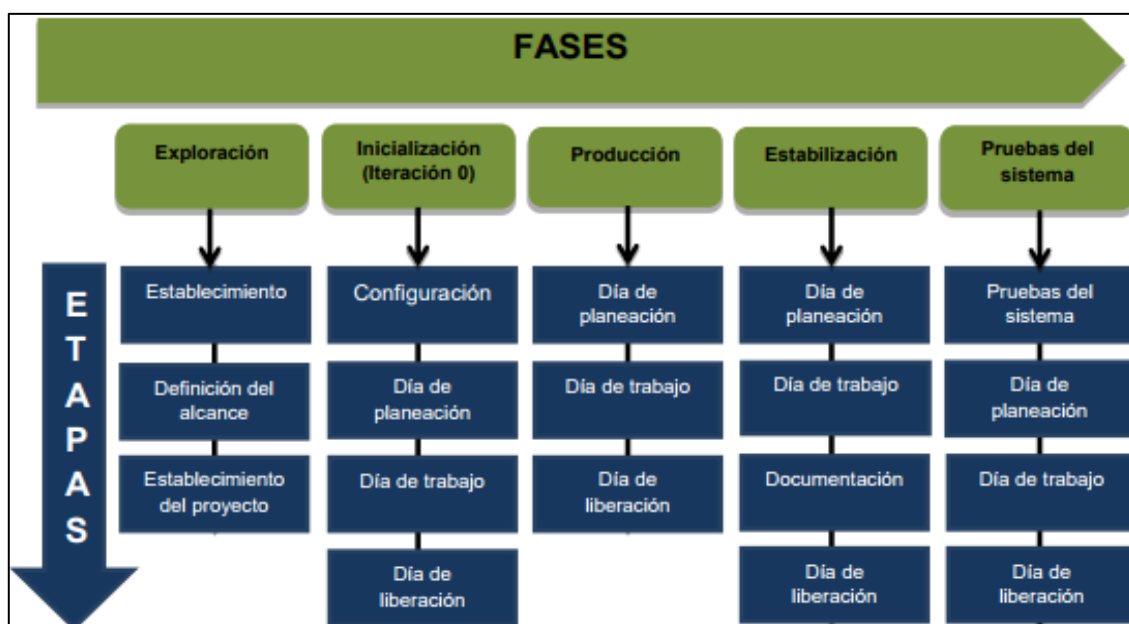 FASES
Exploración
Inicialización
(Iteración 0)
Producción
Estabilización
Pruebas del
sistema
ETAPAS
Establecimiento
Definición del
alcance
Establecimiento
del proyecto
Configuración
Día de
planeación
Día de trabajo
Día de
liberación
Día de
planeación
Día de trabajo
Día de
liberación
Día de
planeación
Día de trabajo
Documentación
Día de
liberación
Pruebas del
sistema
Día de
planeación
Día de trabajo
Día de
liberación